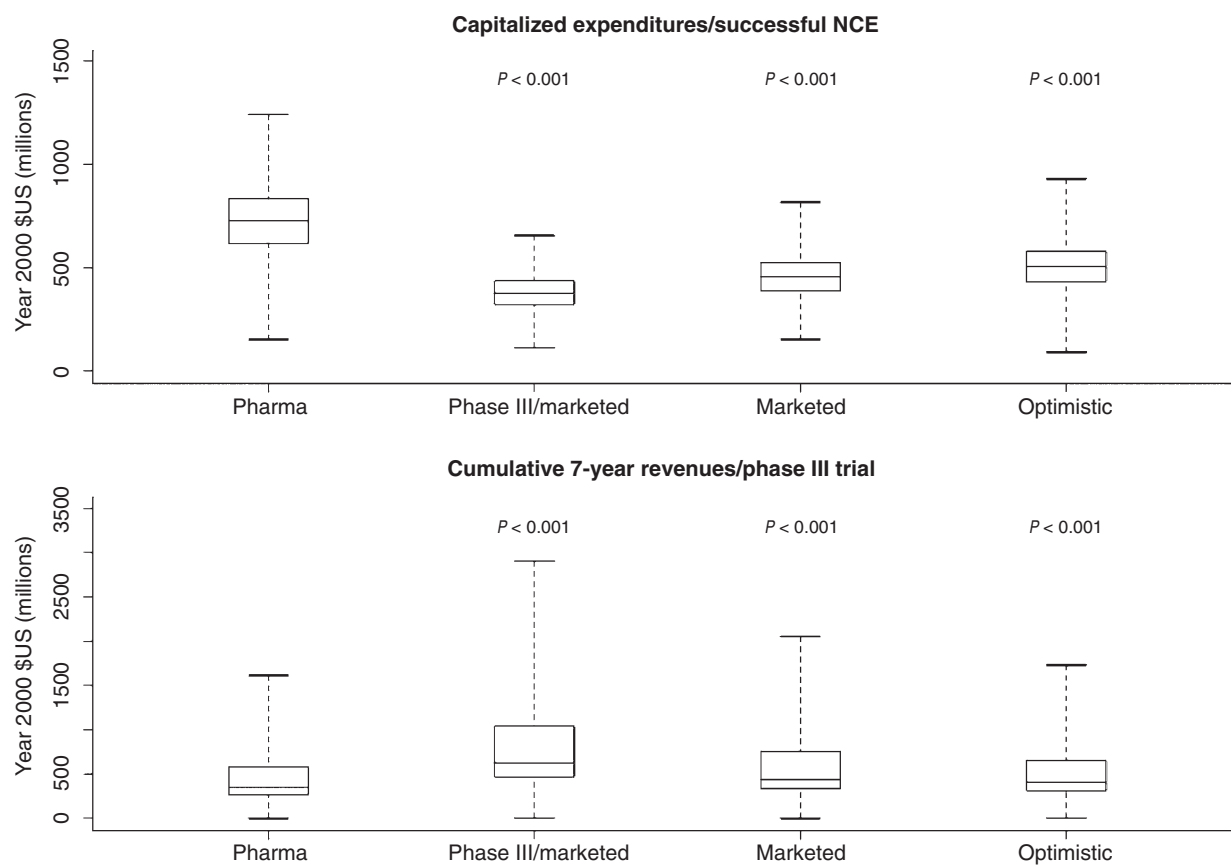 Capitalized expenditures/successful NCE
Year 2000 $US (millions)
1500
1000
500
0
P < 0.001
P < 0.001
P < 0.001
Pharma
Phase III/marketed
Marketed
Optimistic
Cumulative 7-year revenues/phase III trial
Year 2000 $US (millions)
3500
2500
1500
500
0
P < 0.001
P < 0.001
P < 0.001
Pharma
Phase III/marketed
Marketed
Optimistic